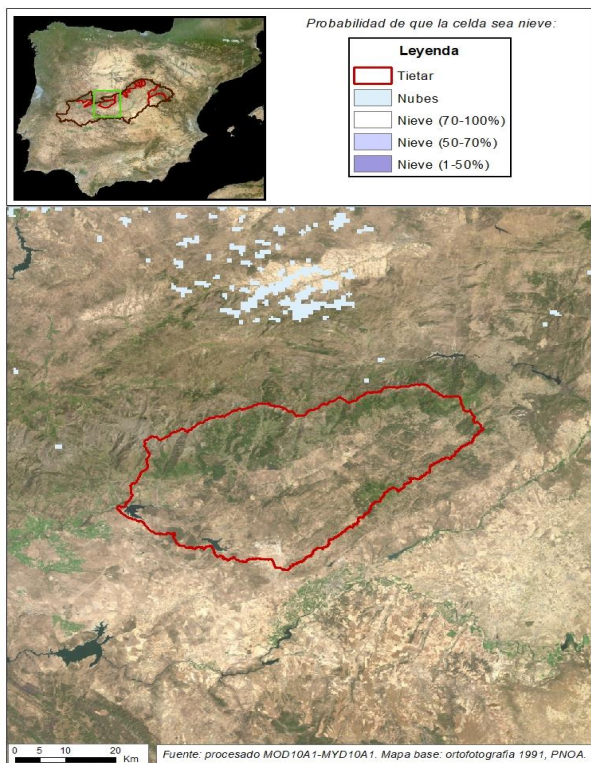 Probabilidad de que la celda sea nieve:
Leyenda
Tietar
Nubes
Nieve (70-100%)
Nieve (50-70%)
Nieve (1-50%)
0 5 10 20
Km
Fuente: procesado MOD10A1-MYD10A1. Mapa base: ortofotografia 1991, PNOA.